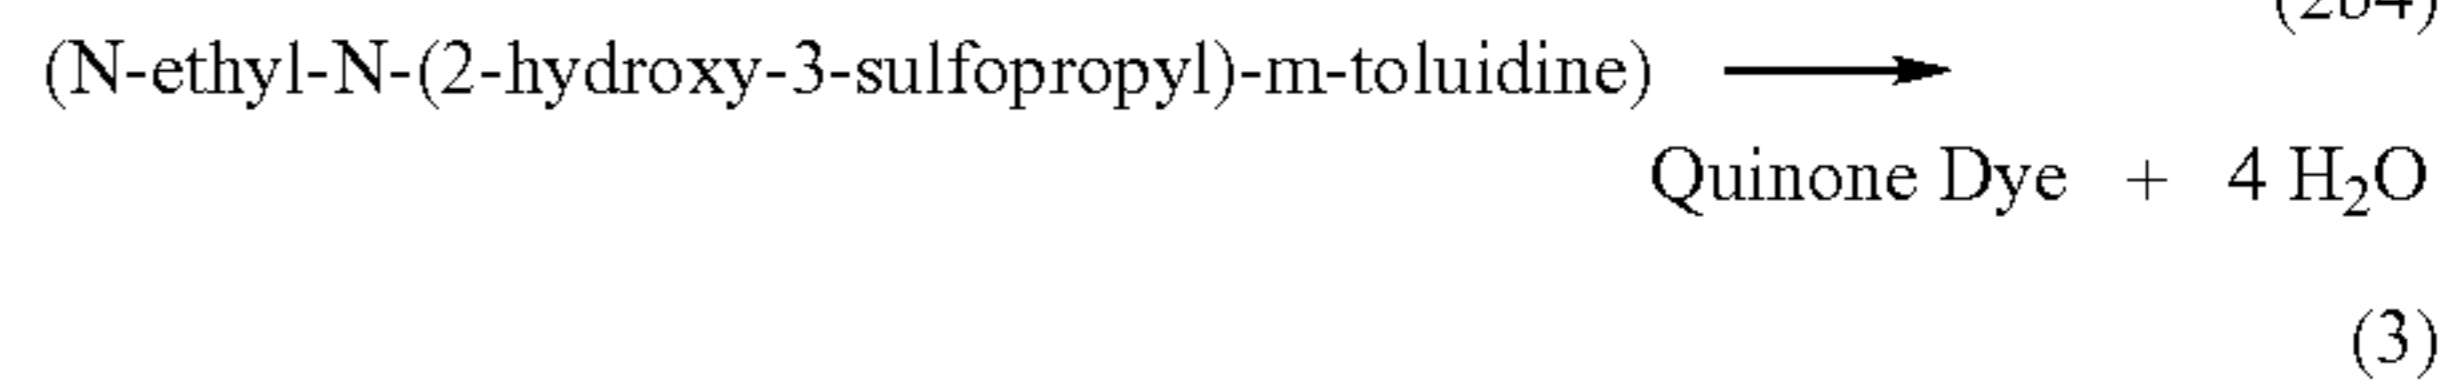 (N-ethyl-N-(2-hydroxy-3-sulfopropyl)-m-toluidine) ⟶
Quinone Dye + 4 H₂O
(3)